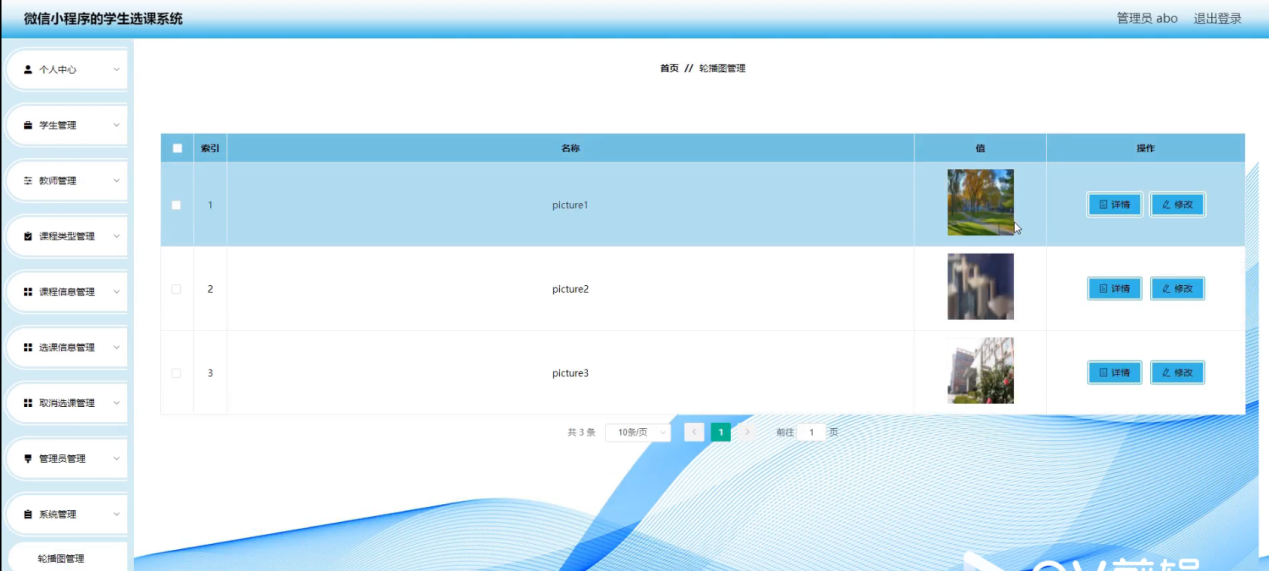 微信小程序的学生选课系统
管理员 abo 退出登录
个人中心
学生管理
教师管理
课程类型管理
课程信息管理
选课信息管理
取消选课管理
管理员管理
系统管理
轮播图管理
首页 // 轮播图管理
索引 名称 值 操作
1 picture1 详情 修改
2 picture2 详情 修改
3 picture3 详情 修改
共 3 条 10条/页 1 前往 1 页